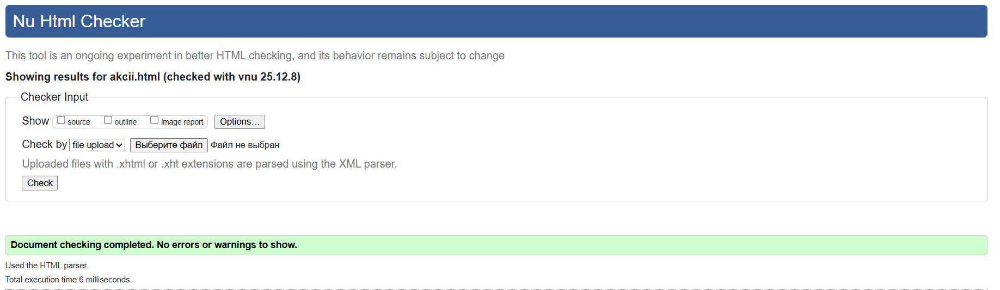 Nu Html Checker
This tool is an ongoing experiment in better HTML checking, and its behavior remains subject to change
Showing results for akcii.html (checked with vnu 25.12.8)
Checker Input
Show source outline image report Options…
Check by file upload Выберите файл Файл не выбран
Uploaded files with .xhtml or .xht extensions are parsed using the XML parser.
Check
Document checking completed. No errors or warnings to show.
Used the HTML parser.
Total execution time 6 milliseconds.